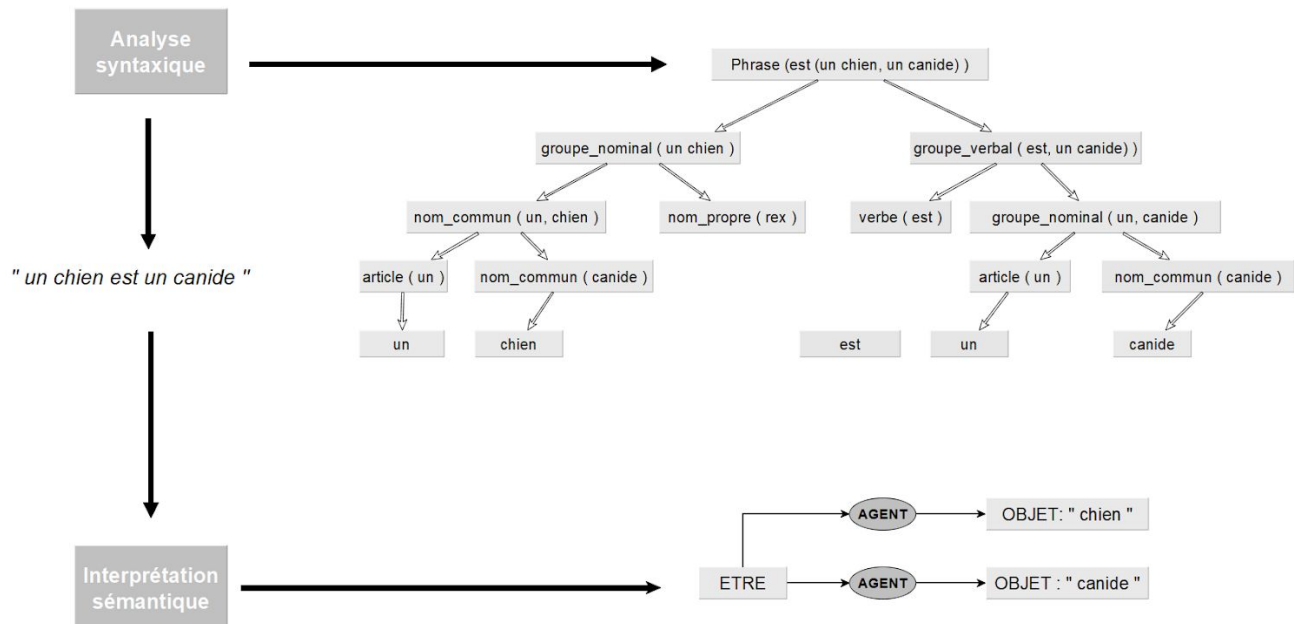 Analyse
syntaxique
Phrase (est (un chien, un canide) )
groupe_nominal ( un chien )
groupe_verbal ( est, un canide) )
nom_commun ( un, chien )
nom_propre ( rex )
verbe ( est )
groupe_nominal ( un, canide )
" un chien est un canide "
article ( un )
nom_commun ( canide )
article ( un )
nom_commun ( canide )
un
chien
est
un
canide
AGENT
OBJET: " chien "
Interprétation
sémantique
ETRE
AGENT
OBJET : " canide "